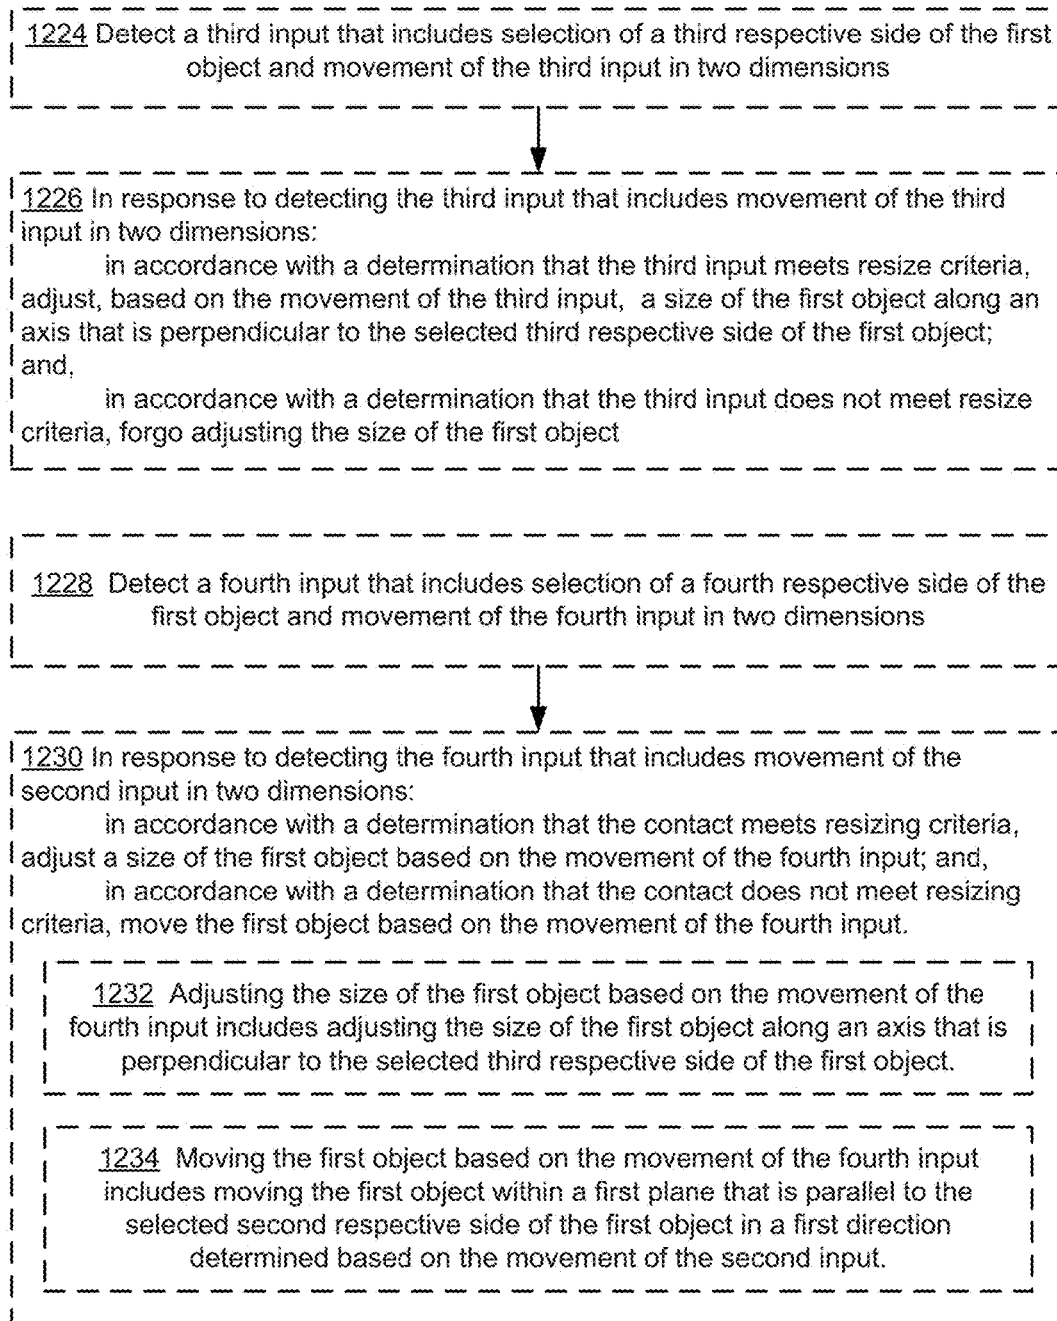 1224 Detect a third input that includes selection of a third respective side of the first
object and movement of the third input in two dimensions
1226 In response to detecting the third input that includes movement of the third
input in two dimensions:
in accordance with a determination that the third input meets resize criteria,
adjust, based on the movement of the third input, a size of the first object along an
axis that is perpendicular to the selected third respective side of the first object;
and,
in accordance with a determination that the third input does not meet resize
criteria, forgo adjusting the size of the first object
1228 Detect a fourth input that includes selection of a fourth respective side of the
first object and movement of the fourth input in two dimensions
1230 In response to detecting the fourth input that includes movement of the
second input in two dimensions:
in accordance with a determination that the contact meets resizing criteria,
adjust a size of the first object based on the movement of the fourth input; and,
in accordance with a determination that the contact does not meet resizing
criteria, move the first object based on the movement of the fourth input.
1232 Adjusting the size of the first object based on the movement of the
fourth input includes adjusting the size of the first object along an axis that is
perpendicular to the selected third respective side of the first object.
1234 Moving the first object based on the movement of the fourth input
includes moving the first object within a first plane that is parallel to the
selected second respective side of the first object in a first direction
determined based on the movement of the second input.